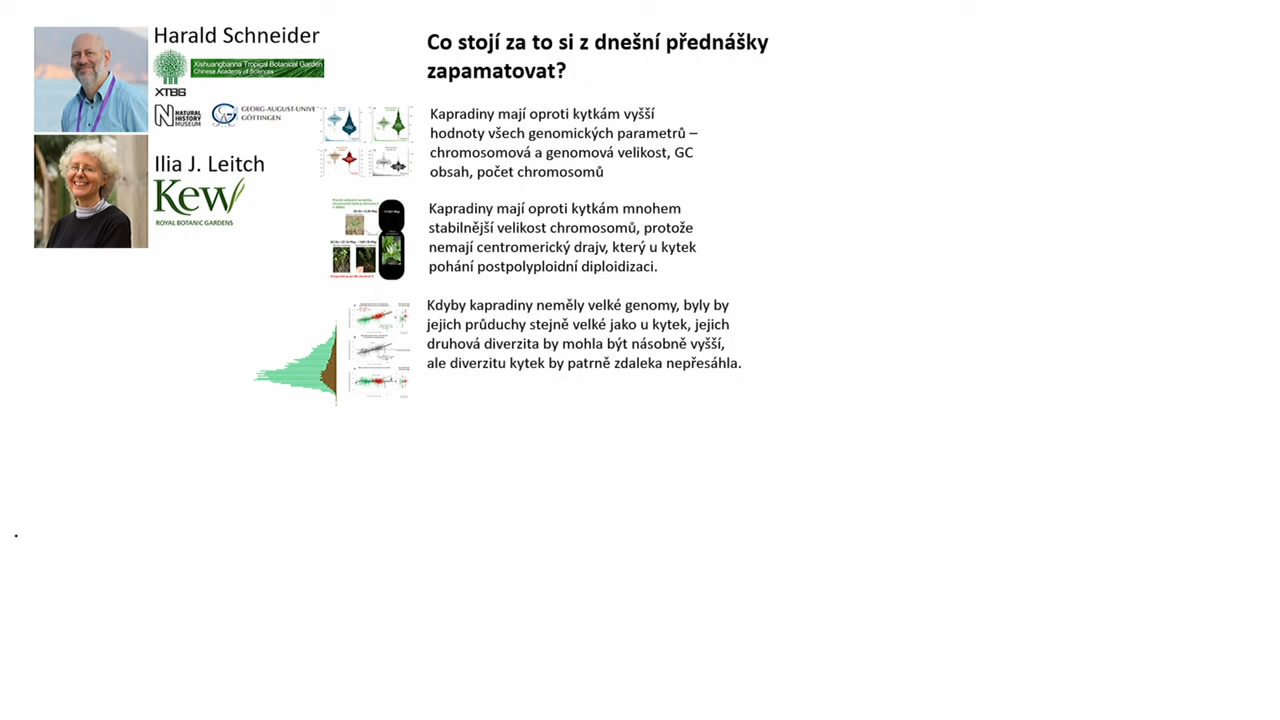 Harald Schneider
Xishuangbanna Tropical Botanical Garden
Chinese Academy of Sciences
XTBG
NATURAL
HISTORY
MUSEUM
GEORG-AUGUST-UNIVE
GÖTTINGEN
Ilia J. Leitch
Kew
ROYAL BOTANIC GARDENS
Co stojí za to si z dnešní přednášky
zapamatovat?
Kapradiny mají oproti kytkám vyšší
hodnoty všech genomických parametrů –
chromosomová a genomová velikost, GC
obsah, počet chromosomů
Kapradiny mají oproti kytkám mnohem
stabilnější velikost chromosomů, protože
nemají centromerický drajv, který u kytek
pohání postpolyploidní diploidizaci.
Kdyby kapradiny neměly velké genomy, byly by
jejich průduchy stejně velké jako u kytek, jejich
druhová diverzita by mohla být násobně vyšší,
ale diverzitu kytek by patrně zdaleka nepřesáhla.